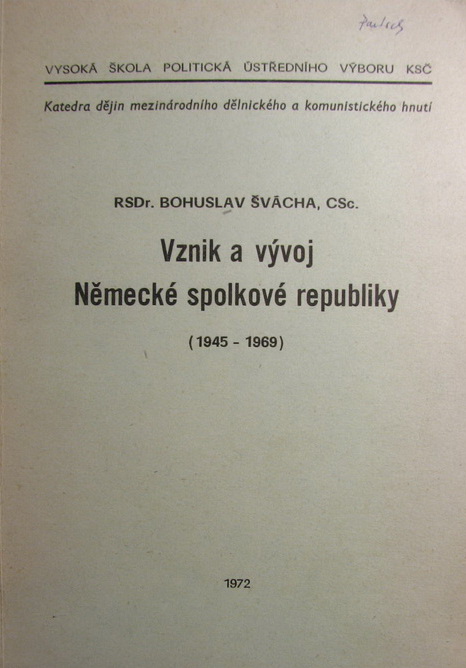 VYSOKÁ ŠKOLA POLITICKÁ ÚSTŘEDNÍHO VÝBORU KSČ
Katedra dějin mezinárodního dělnického a komunistického hnutí
RSDr. BOHUSLAV ŠVÁCHA, CSc.
Vznik a vývoj
Německé spolkové republiky
(1945 - 1969)
1972